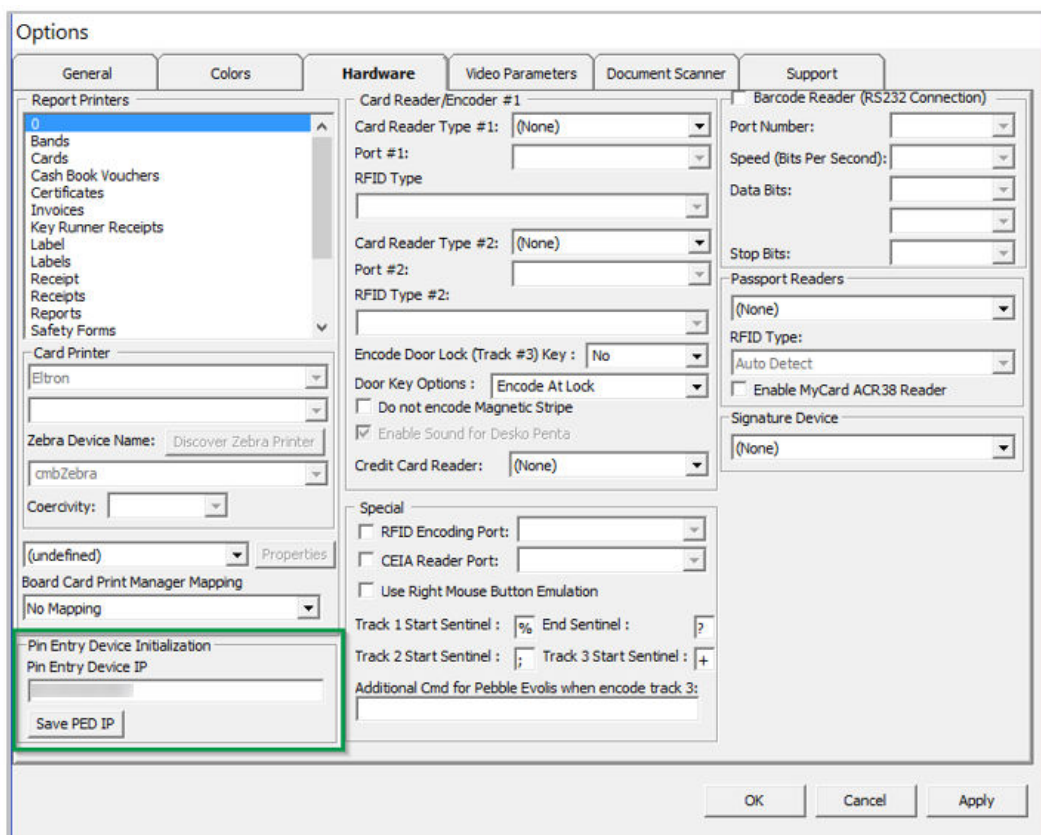 Options
General
Colors
Hardware
Video Parameters
Document Scanner
Support
Report Printers
0
Bands
Cards
Cash Book Vouchers
Certificates
Invoices
Key Runner Receipts
Label
Labels
Receipt
Receipts
Reports
Safety Forms
Card Printer
Eltron
Zebra Device Name: Discover Zebra Printer
cmbZebra
Coercivity:
(undefined) Properties
Board Card Print Manager Mapping
No Mapping
Pin Entry Device Initialization
Pin Entry Device IP
Save PED IP
Card Reader/Encoder #1
Card Reader Type #1: (None)
Port #1:
RFID Type
Card Reader Type #2: (None)
Port #2:
RFID Type #2:
Encode Door Lock (Track #3) Key : No
Door Key Options : Encode At Lock
Do not encode Magnetic Stripe
Enable Sound for Desko Penta
Credit Card Reader: (None)
Special
RFID Encoding Port:
CEIA Reader Port:
Use Right Mouse Button Emulation
Track 1 Start Sentinel : % End Sentinel : ?
Track 2 Start Sentinel : ; Track 3 Start Sentinel : +
Additional Cmd for Pebble Evolis when encode track 3:
Barcode Reader (RS232 Connection)
Port Number:
Speed (Bits Per Second):
Data Bits:
Stop Bits:
Passport Readers
(None)
RFID Type:
Auto Detect
Enable MyCard ACR38 Reader
Signature Device
(None)
OK
Cancel
Apply